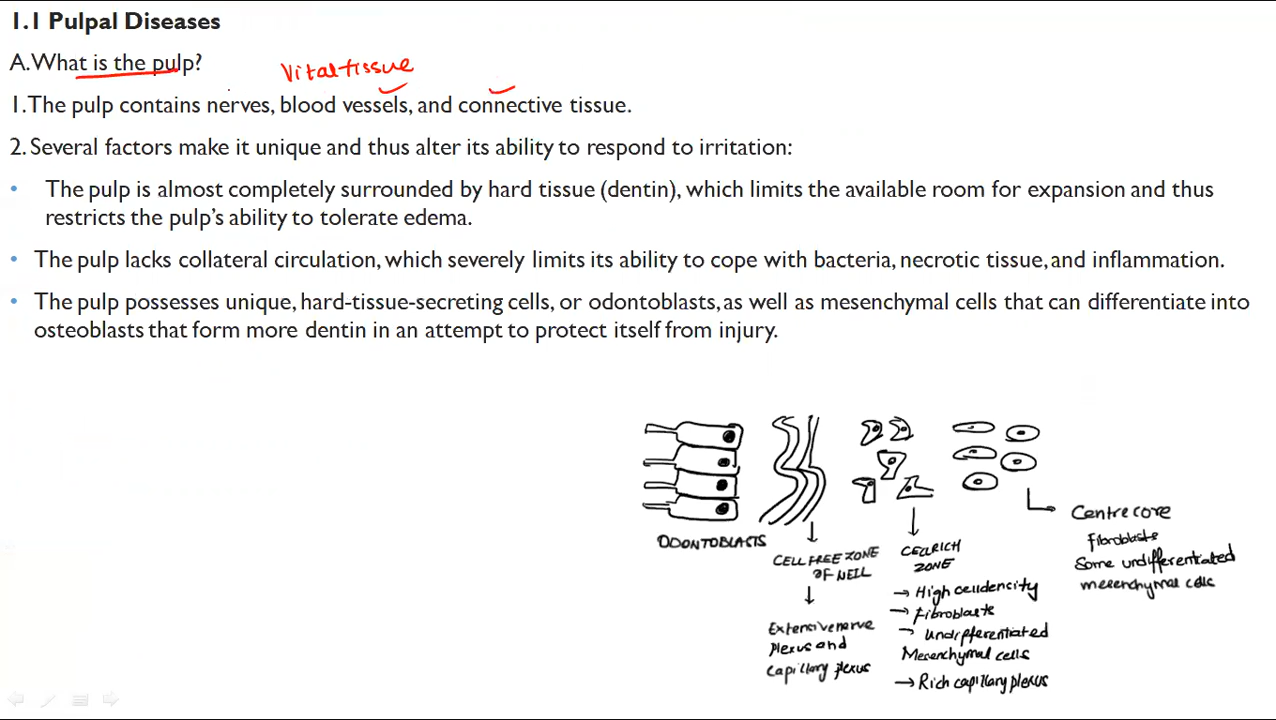 1.1 Pulpal Diseases
A.What is the pulp?
Vital tissue
1.The pulp contains nerves, blood vessels, and connective tissue.
2. Several factors make it unique and thus alter its ability to respond to irritation:
• The pulp is almost completely surrounded by hard tissue (dentin), which limits the available room for expansion and thus
restricts the pulp's ability to tolerate edema.
• The pulp lacks collateral circulation, which severely limits its ability to cope with bacteria, necrotic tissue, and inflammation.
• The pulp possesses unique, hard-tissue-secreting cells, or odontoblasts, as well as mesenchymal cells that can differentiate into
osteoblasts that form more dentin in an attempt to protect itself from injury.
ODONTOBLASTS
CELL FREE ZONE
OF WEIL
Extensive nerve
plexus and
capillary plexus
CELL RICH
ZONE
→ High cell dencity
→ Fibroblasts
→ Undifferentiated
Mesenchymal cells
→ Rich capillary plexus
Centre core
fibroblasts
Some undifferentiated
mesenchymal cells